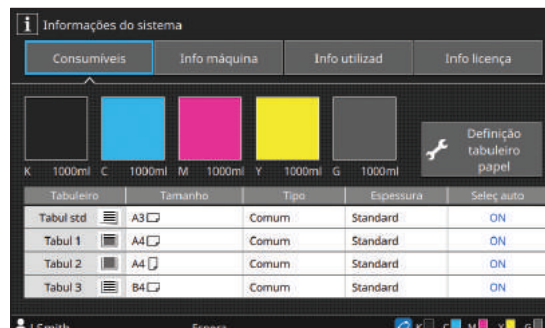 i Informações do sistema
Consumíveis Info máquina Info utilizad Info licença
K 1000ml C 1000ml M 1000ml Y 1000ml G 1000ml
Definição
tabuleiro
papel
Tabuleiro Tamanho Tipo Espessura Seleç auto
Tabul std A3 Comum Standard ON
Tabul 1 A4 Comum Standard ON
Tabul 2 A4 Comum Standard ON
Tabul 3 B4 Comum Standard ON
J.Smith Espera K C M Y G